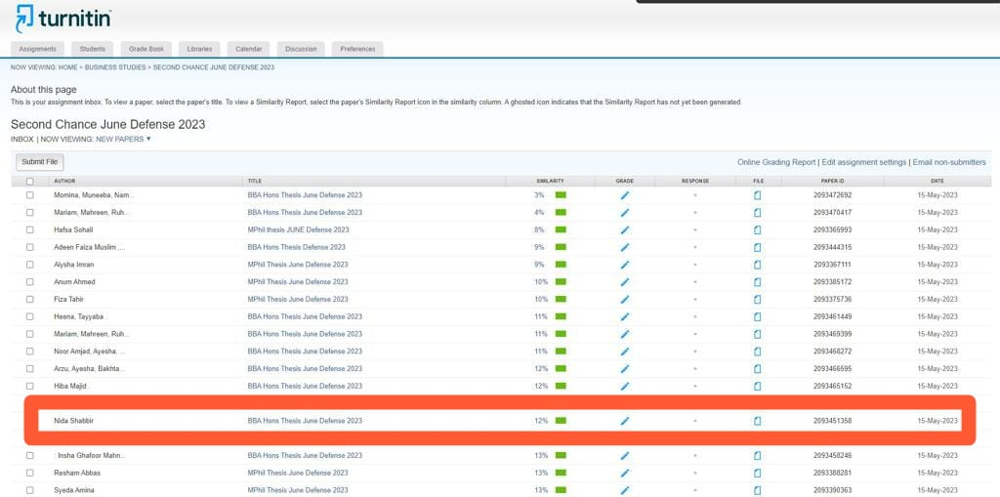 turnitin
Assignments Students Grade Book Libraries Calendar Discussion Preferences
NOW VIEWING: HOME > BUSINESS STUDIES > SECOND CHANCE JUNE DEFENSE 2023
About this page
This is your assignment inbox. To view a paper, select the paper's title. To view a Similarity Report, select the paper's Similarity Report icon in the similarity column. A ghosted icon indicates that the Similarity Report has not yet been generated.
Second Chance June Defense 2023
INBOX | NOW VIEWING: NEW PAPERS ▼
Submit File Online Grading Report | Edit assignment settings | Email non-submitters
AUTHOR TITLE SIMILARITY GRADE RESPONSE FILE PAPER ID DATE
Momina, Muneeba, Nam... BBA Hons Thesis June Defense 2023 3% 2093472692 15-May-2023
Mariam, Mahreen, Ruh... BBA Hons Thesis June Defense 2023 4% 2093470417 15-May-2023
Hafsa Sohail MPhil thesis JUNE Defense 2023 8% 2093365993 15-May-2023
Adeen Faiza Muslim .... BBA Hons Thesis Defense 2023 9% 2093444315 15-May-2023
Aiysha Imran MPhil Thesis June Defense 2023 9% 2093367111 15-May-2023
Anum Ahmed MPhil Thesis June Defense 2023 10% 2093385172 15-May-2023
Fiza Tahir MPhil Thesis June Defense 2023 10% 2093375736 15-May-2023
Heena, Tayyaba BBA Hons Thesis June Defense 2023 11% 2093461449 15-May-2023
Mariam, Mahreen, Ruh... BBA Hons Thesis June Defense 2023 11% 2093469399 15-May-2023
Noor Amjad, Ayesha, ... BBA Hons Thesis June Defense 2023 11% 2093468272 15-May-2023
Arzu, Ayesha, Bakhta... BBA Hons Thesis June Defense 2023 12% 2093466595 15-May-2023
Hiba Majid BBA Hons Thesis June Defense 2023 12% 2093465152 15-May-2023
Nida Shabbir BBA Hons Thesis June Defense 2023 12% 2093451358 15-May-2023
: Insha Ghafoor Mahn... BBA Hons Thesis June Defense 2023 13% 2093458246 15-May-2023
Resham Abbas MPhil Thesis June Defense 2023 13% 2093388281 15-May-2023
Syeda Amina MPhil Thesis June Defense 2023 13% 2093390363 15-May-2023